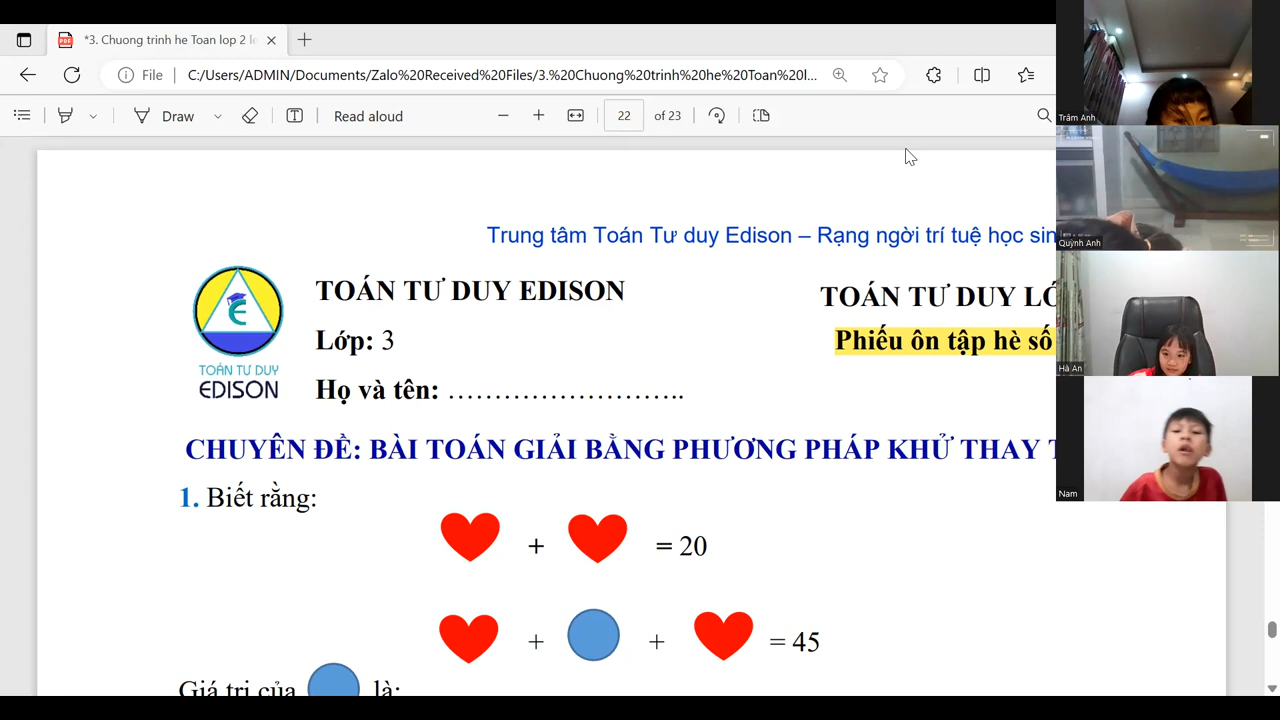 *3. Chuong trinh he Toan lop 2 l
File
C:/Users/ADMIN/Documents/Zalo%20Received%20Files/3.%20Chuong%20trinh%20he%20Toan%20l...
Draw
Read aloud
22
of 23
Trâm Anh
Quỳnh Anh
Hà An
Nam
Trung tâm Toán Tư duy Edison – Rạng ngời trí tuệ học sin
TOÁN TƯ DUY EDISON
TOÁN TƯ DUY LỚ
Lớp: 3
Phiếu ôn tập hè số
Họ và tên: ……………………..
E
TOÁN TƯ DUY
EDISON
CHUYÊN ĐỀ: BÀI TOÁN GIẢI BẰNG PHƯƠNG PHÁP KHỬ THAY T
1. Biết rằng:
+ = 20
+ + = 45
Giá trị của là: